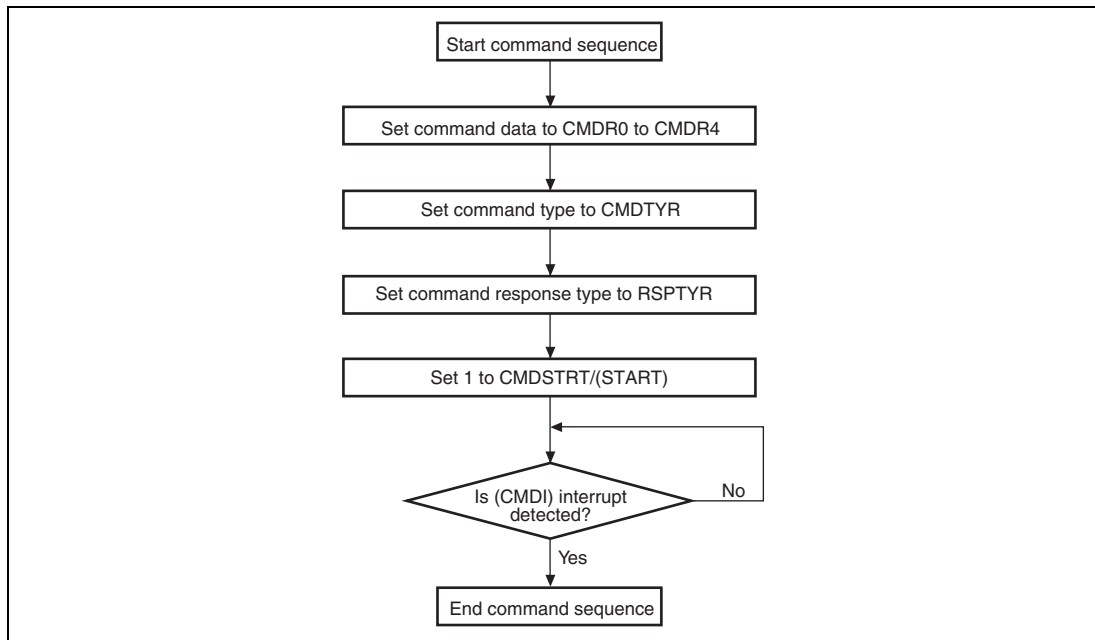 Start command sequence
Set command data to CMDR0 to CMDR4
Set command type to CMDTYR
Set command response type to RSPTYR
Set 1 to CMDSTRT/(START)
Is (CMDI) interrupt
detected?
No
Yes
End command sequence